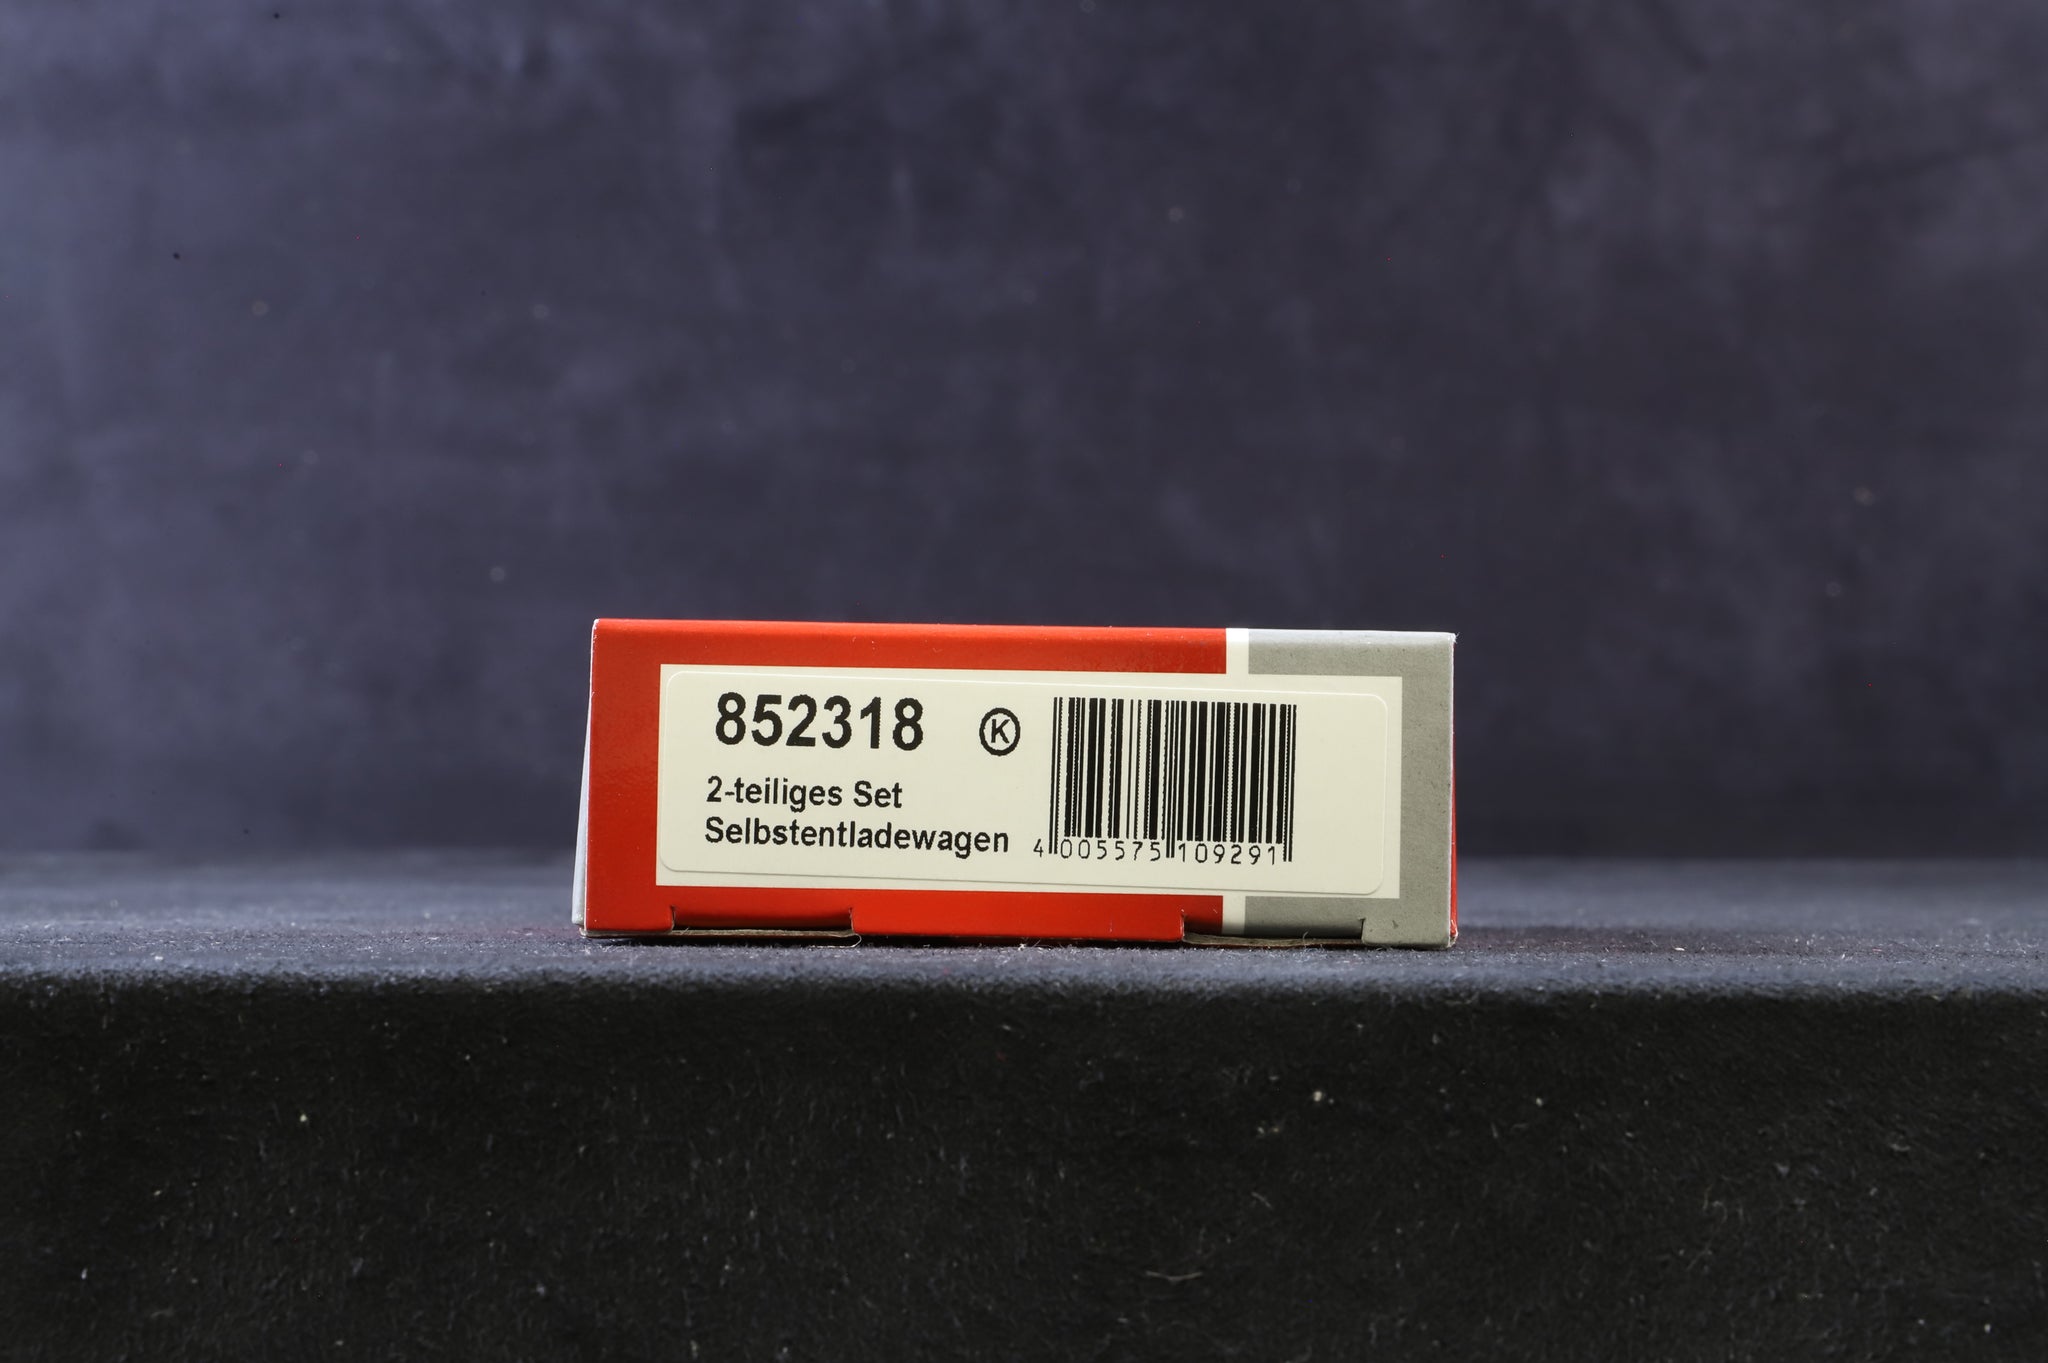 852318 Ⓚ
2-teiliges Set
Selbstentladewagen
4 005575 109291